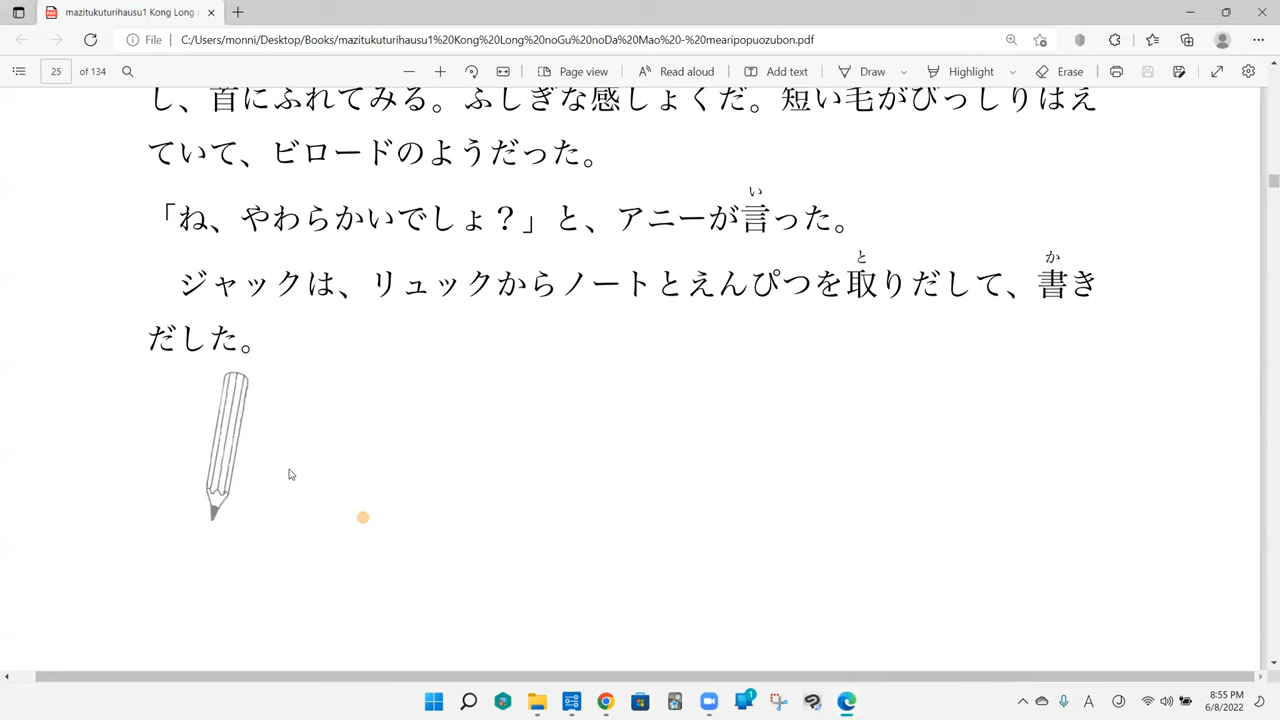 mazitukuturihausu1 Kong Long
File
C:/Users/monni/Desktop/Books/mazitukuturihausu1%20Kong%20Long%20noGu%20noDa%20Mao%20-%20mearipopuozubon.pdf
25 of 134
Page view
Read aloud
Add text
Draw
Highlight
Erase
し、首にふれてみる。ふしぎな感しょくだ。短い毛がびっしりはえ
ていて、ビロードのようだった。
い
「ね、やわらかいでしょ？」と、アニーが言った。
と か
ジャックは、リュックからノートとえんぴつを取りだして、書き
だした。
1
A
8:55 PM
6/8/2022